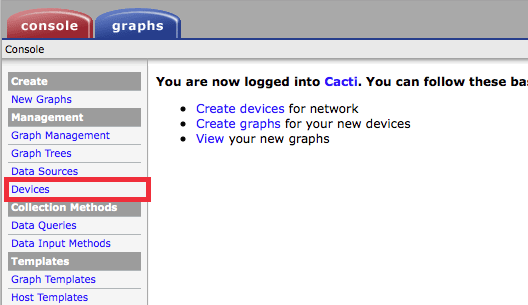 console graphs
Console
Create
New Graphs
Management
Graph Management
Graph Trees
Data Sources
Devices
Collection Methods
Data Queries
Data Input Methods
Templates
Graph Templates
Host Templates
You are now logged into Cacti. You can follow these bas
Create devices for network
Create graphs for your new devices
View your new graphs